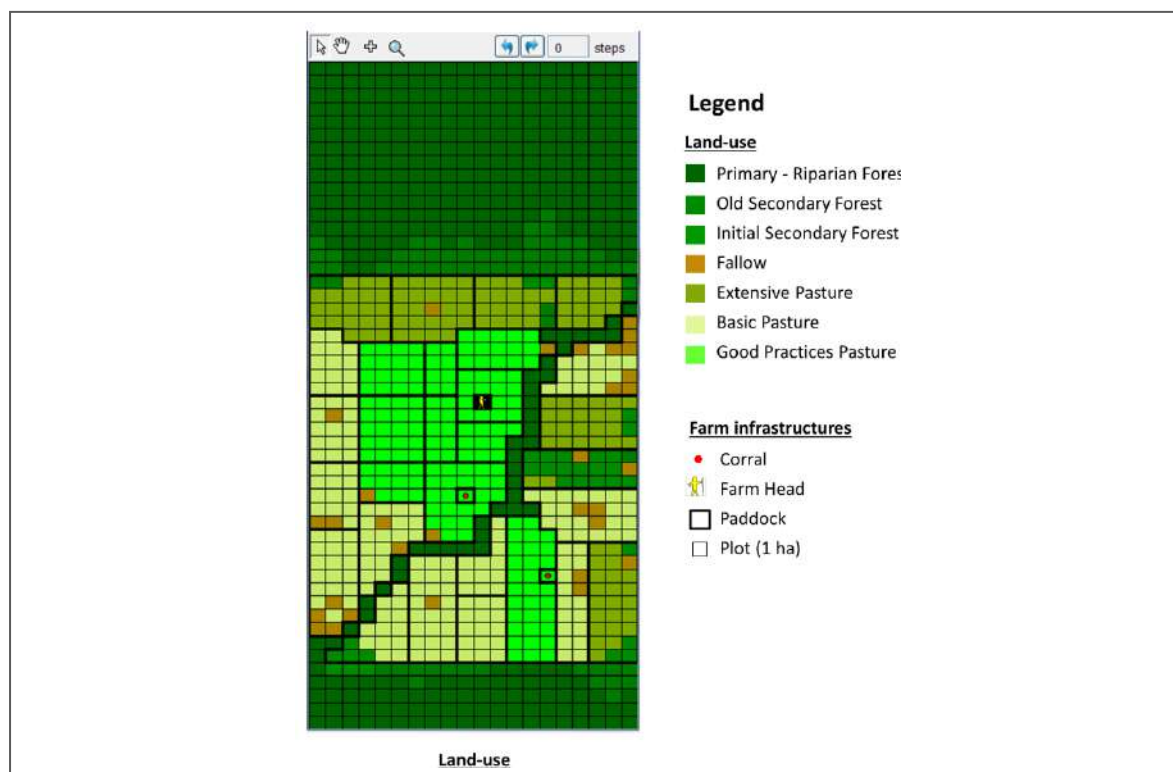 0 steps
Legend
Land-use
Primary - Riparian Fores
Old Secondary Forest
Initial Secondary Forest
Fallow
Extensive Pasture
Basic Pasture
Good Practices Pasture
Farm infrastructures
Corral
Farm Head
Paddock
Plot (1 ha)
Land-use